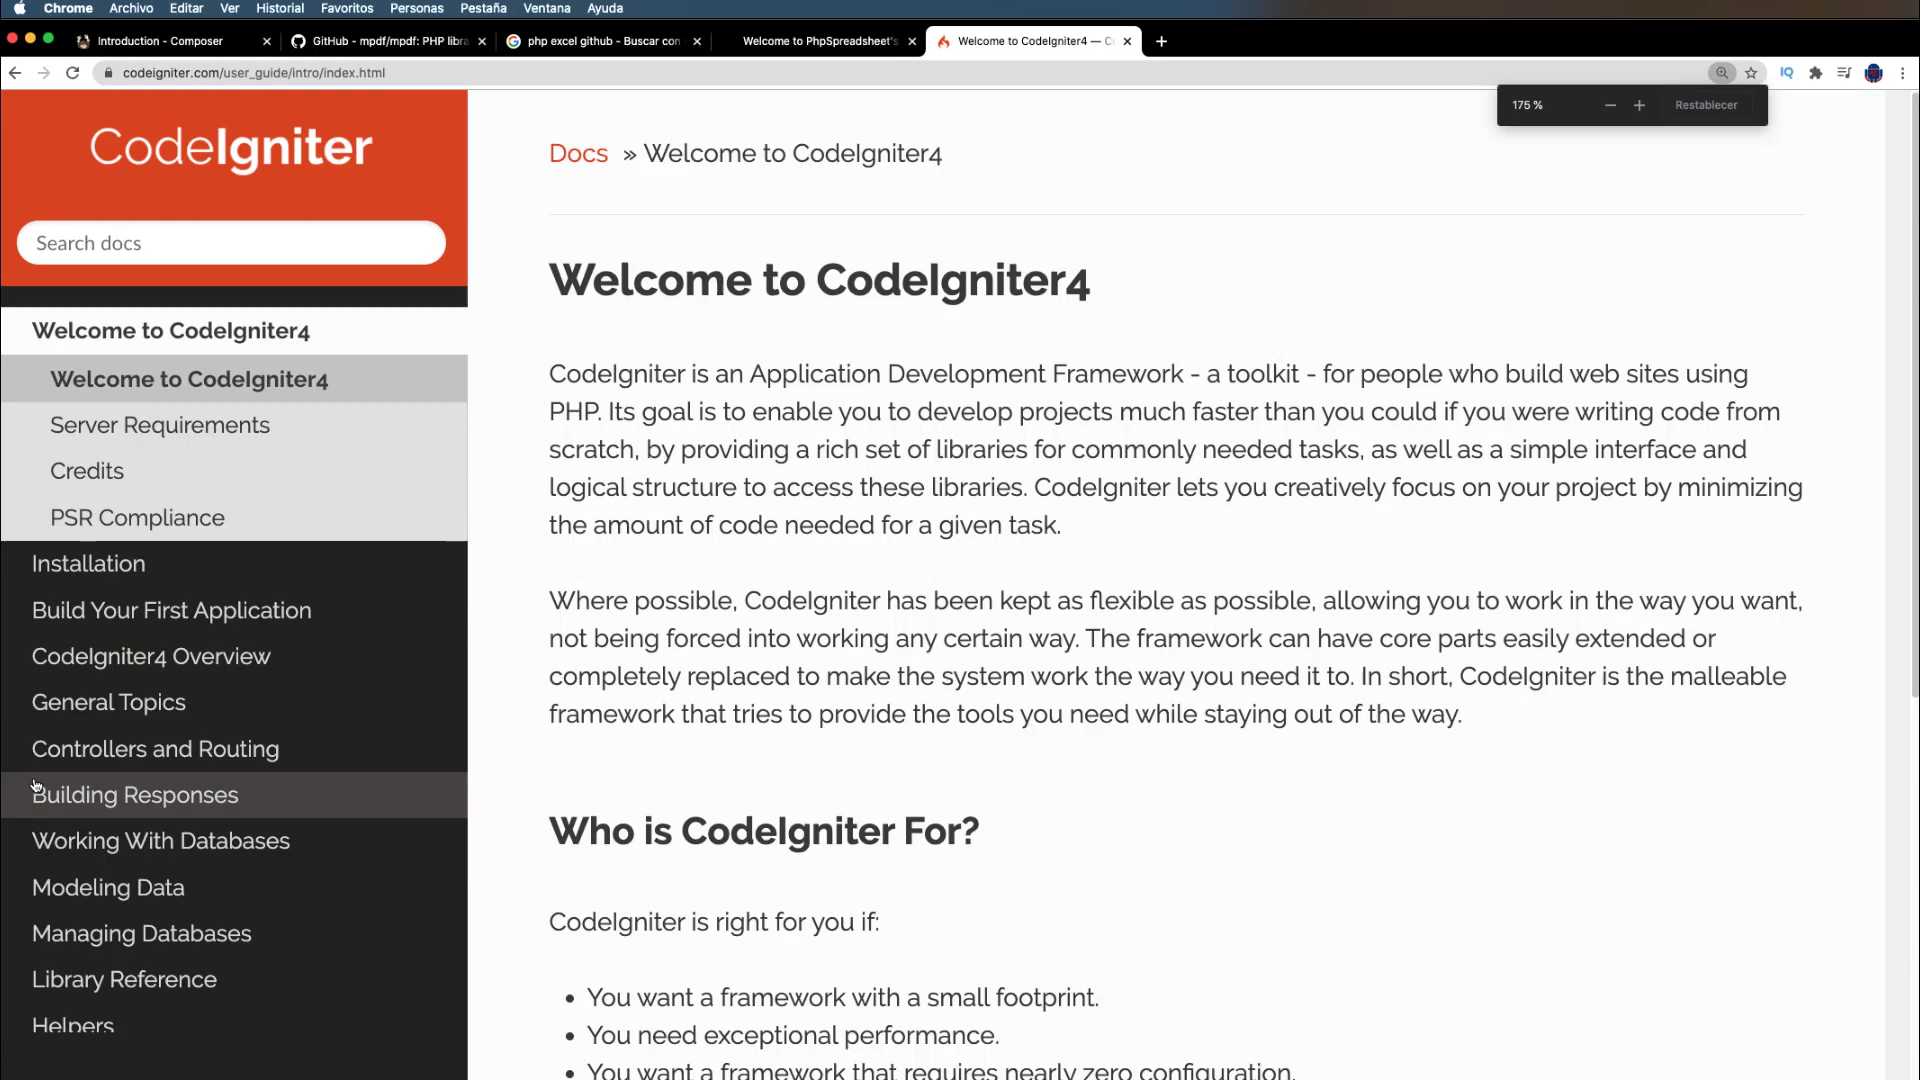 Chrome Archivo Editar Ver Historial Favoritos Personas Pestaña Ventana Ayuda
Introduction - Composer
GitHub - mpdf/mpdf: PHP libra
php excel github - Buscar con
Welcome to PhpSpreadsheet's
Welcome to CodeIgniter4 — C
codeigniter.com/user_guide/intro/index.html
IQ
175 %
Restablecer
CodeIgniter
Search docs
Welcome to CodeIgniter4
Welcome to CodeIgniter4
Server Requirements
Credits
PSR Compliance
Installation
Build Your First Application
CodeIgniter4 Overview
General Topics
Controllers and Routing
Building Responses
Working With Databases
Modeling Data
Managing Databases
Library Reference
Helpers
Docs » Welcome to CodeIgniter4
Welcome to CodeIgniter4
CodeIgniter is an Application Development Framework - a toolkit - for people who build web sites using
PHP. Its goal is to enable you to develop projects much faster than you could if you were writing code from
scratch, by providing a rich set of libraries for commonly needed tasks, as well as a simple interface and
logical structure to access these libraries. CodeIgniter lets you creatively focus on your project by minimizing
the amount of code needed for a given task.
Where possible, CodeIgniter has been kept as flexible as possible, allowing you to work in the way you want,
not being forced into working any certain way. The framework can have core parts easily extended or
completely replaced to make the system work the way you need it to. In short, CodeIgniter is the malleable
framework that tries to provide the tools you need while staying out of the way.
Who is CodeIgniter For?
CodeIgniter is right for you if:
• You want a framework with a small footprint.
• You need exceptional performance.
• You want a framework that requires nearly zero configuration.